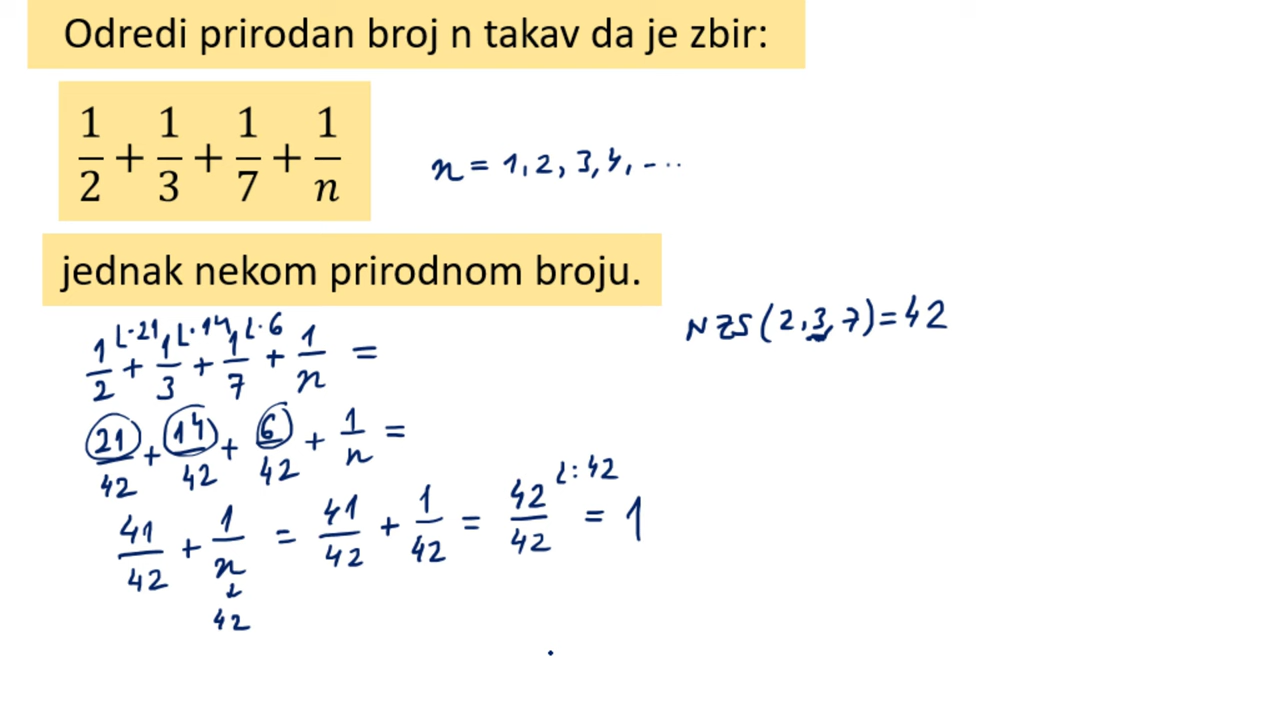 Odredi prirodan broj n takav da je zbir:
1/2 + 1/3 + 1/7 + 1/n
n = 1, 2, 3, 4, - ...
jednak nekom prirodnom broju.
NZS(2,3,7)=42
1/2 ⌊·21 + 1/3 ⌊·14 + 1/7 ⌊·6 + 1/n =
21/42 + 14/42 + 6/42 + 1/n =
41/42 + 1/n = 41/42 + 1/42 = 42/42 ⌊:42 = 1
↓
42